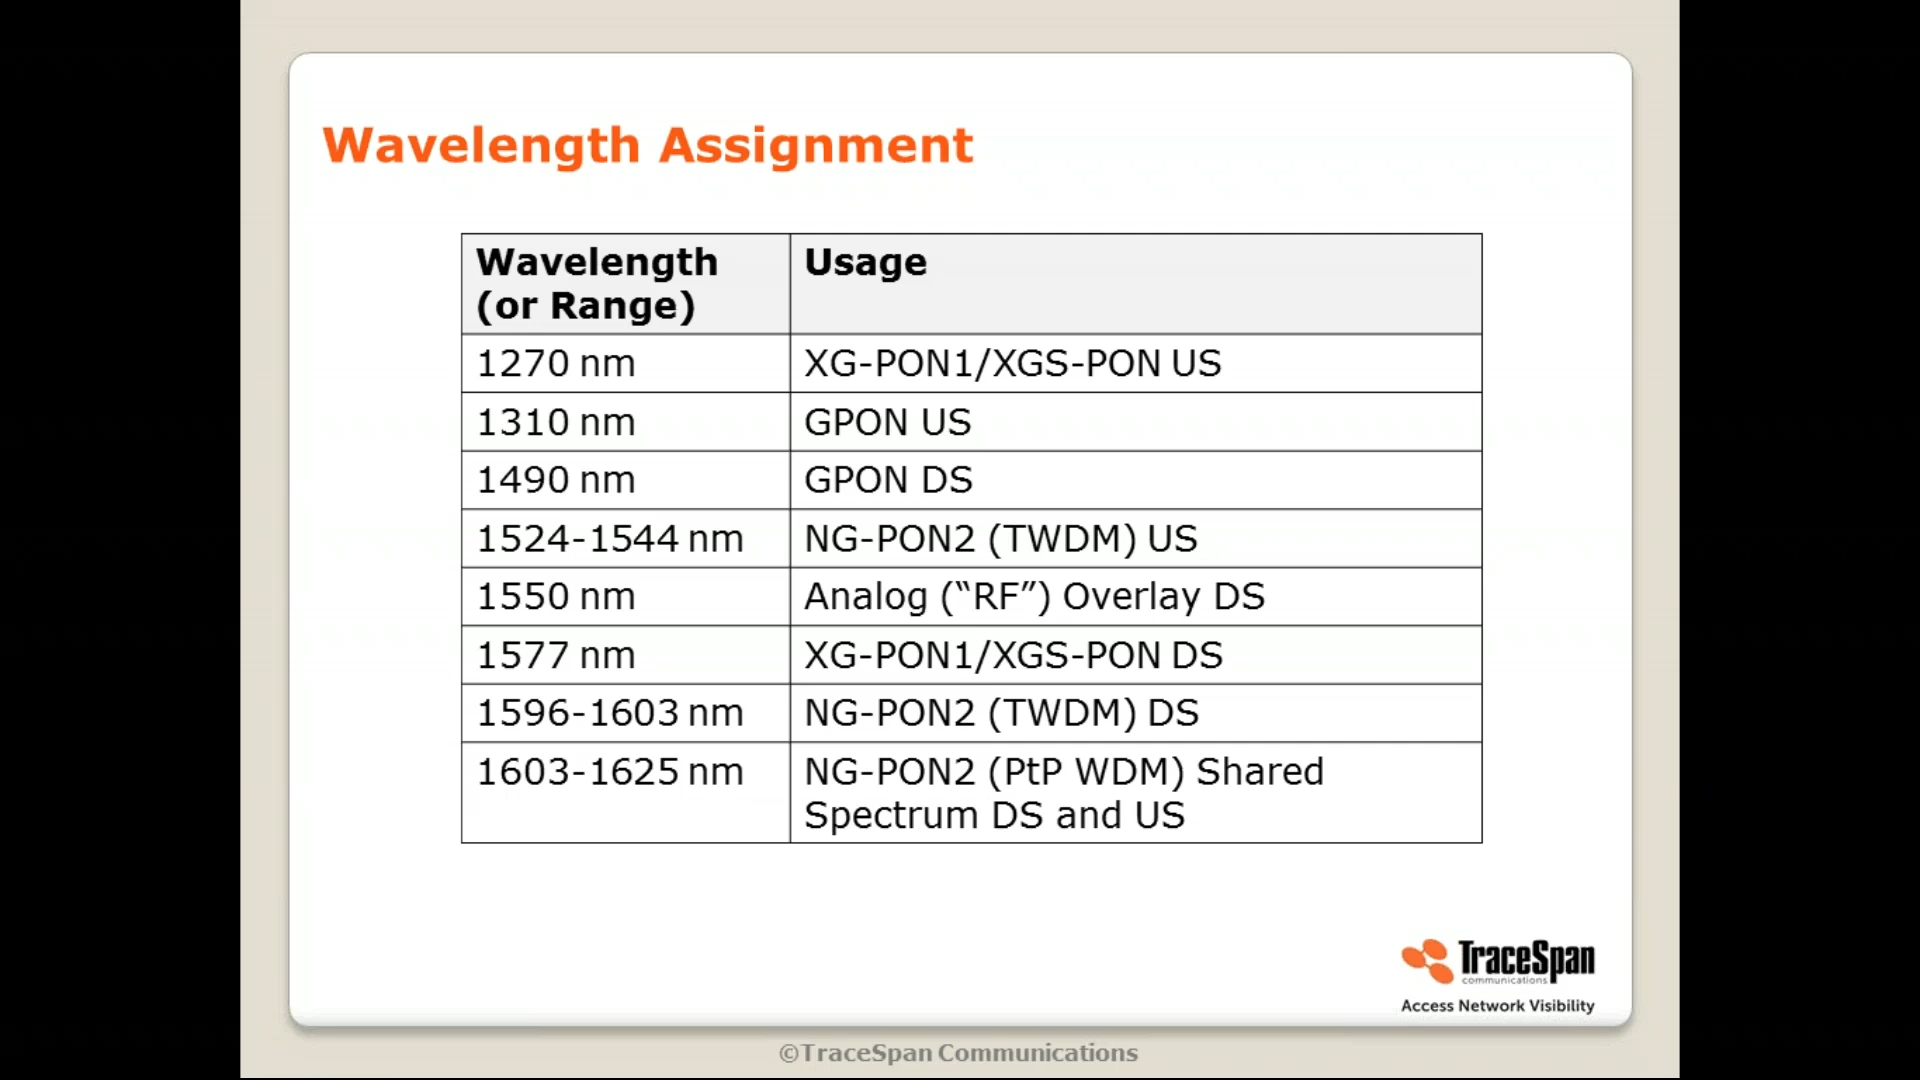 Wavelength Assignment
Wavelength (or Range) Usage
1270 nm XG-PON1/XGS-PON US
1310 nm GPON US
1490 nm GPON DS
1524-1544 nm NG-PON2 (TWDM) US
1550 nm Analog (“RF”) Overlay DS
1577 nm XG-PON1/XGS-PON DS
1596-1603 nm NG-PON2 (TWDM) DS
1603-1625 nm NG-PON2 (PtP WDM) Shared
Spectrum DS and US
TraceSpan
communications
Access Network Visibility
©TraceSpan Communications